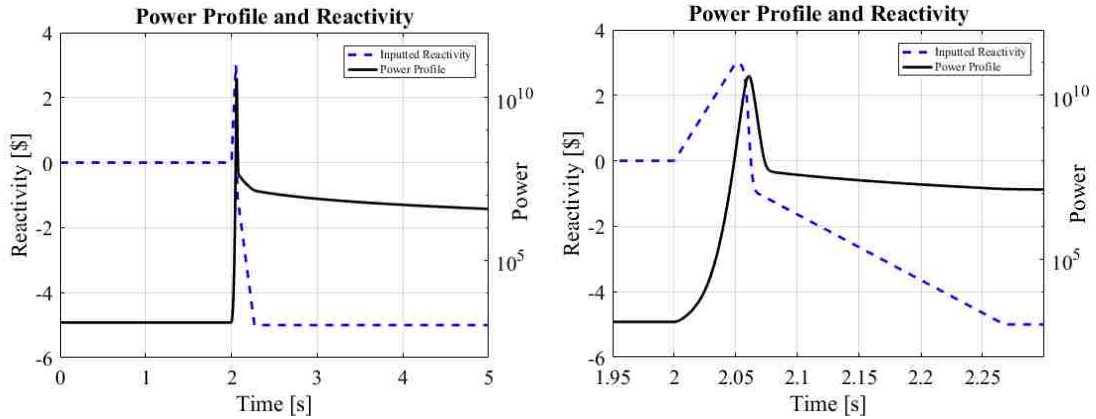 Power Profile and Reactivity
4
2
0
-2
-4
-6
Reactivity [$]
0
1
2
3
4
5
Time [s]
10^10
10^5
Power
Inputted Reactivity
Power Profile
Power Profile and Reactivity
4
2
0
-2
-4
-6
Reactivity [$]
1.95
2
2.05
2.1
2.15
2.2
2.25
Time [s]
10^10
10^5
Power
Inputted Reactivity
Power Profile